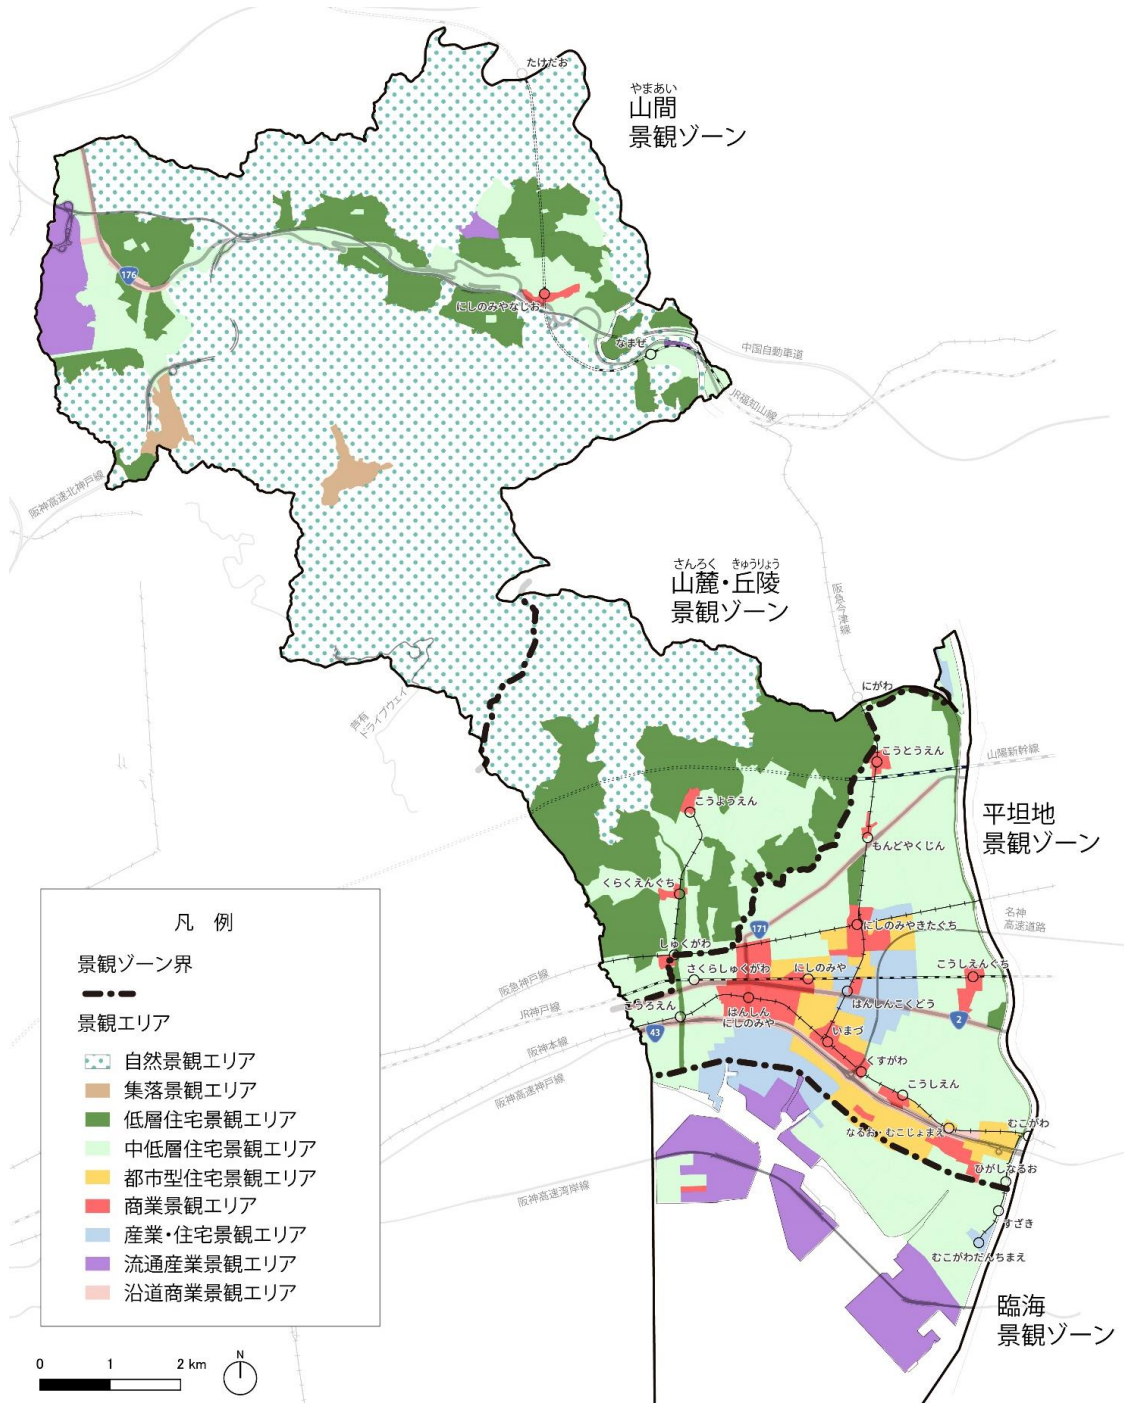 たけだお
やまあい
山間
景観ゾーン
176
にしのみやなじお
なませ
中国自動車道
JR福知山線
阪神高速北神戸線
さんろく きゅうりょう
山麓・丘陵
景観ゾーン
阪急今津線
にがわ
芦有
ドライブウェイ
こうとうえん
山陽新幹線
こうようえん
平坦地
景観ゾーン
もんどやくじん
くらくえんぐち
名神
高速道路
171
にしのみやきたぐち
しゅくがわ
さくらしゅくがわ
にしのみや
こうしえんぐち
阪急神戸線
JR神戸線
こうろえん
はんしん
にしのみや
はんしんこくどう
2
43
いまづ
阪神本線
くすがわ
阪神高速神戸線
こうしえん
なるお・むこじょまえ
むこがわ
ひがしなるお
阪神高速湾岸線
すざき
むこがわだんちまえ
臨海
景観ゾーン
凡 例
景観ゾーン界
景観エリア
自然景観エリア
集落景観エリア
低層住宅景観エリア
中低層住宅景観エリア
都市型住宅景観エリア
商業景観エリア
産業・住宅景観エリア
流通産業景観エリア
沿道商業景観エリア
0 1 2 km
N